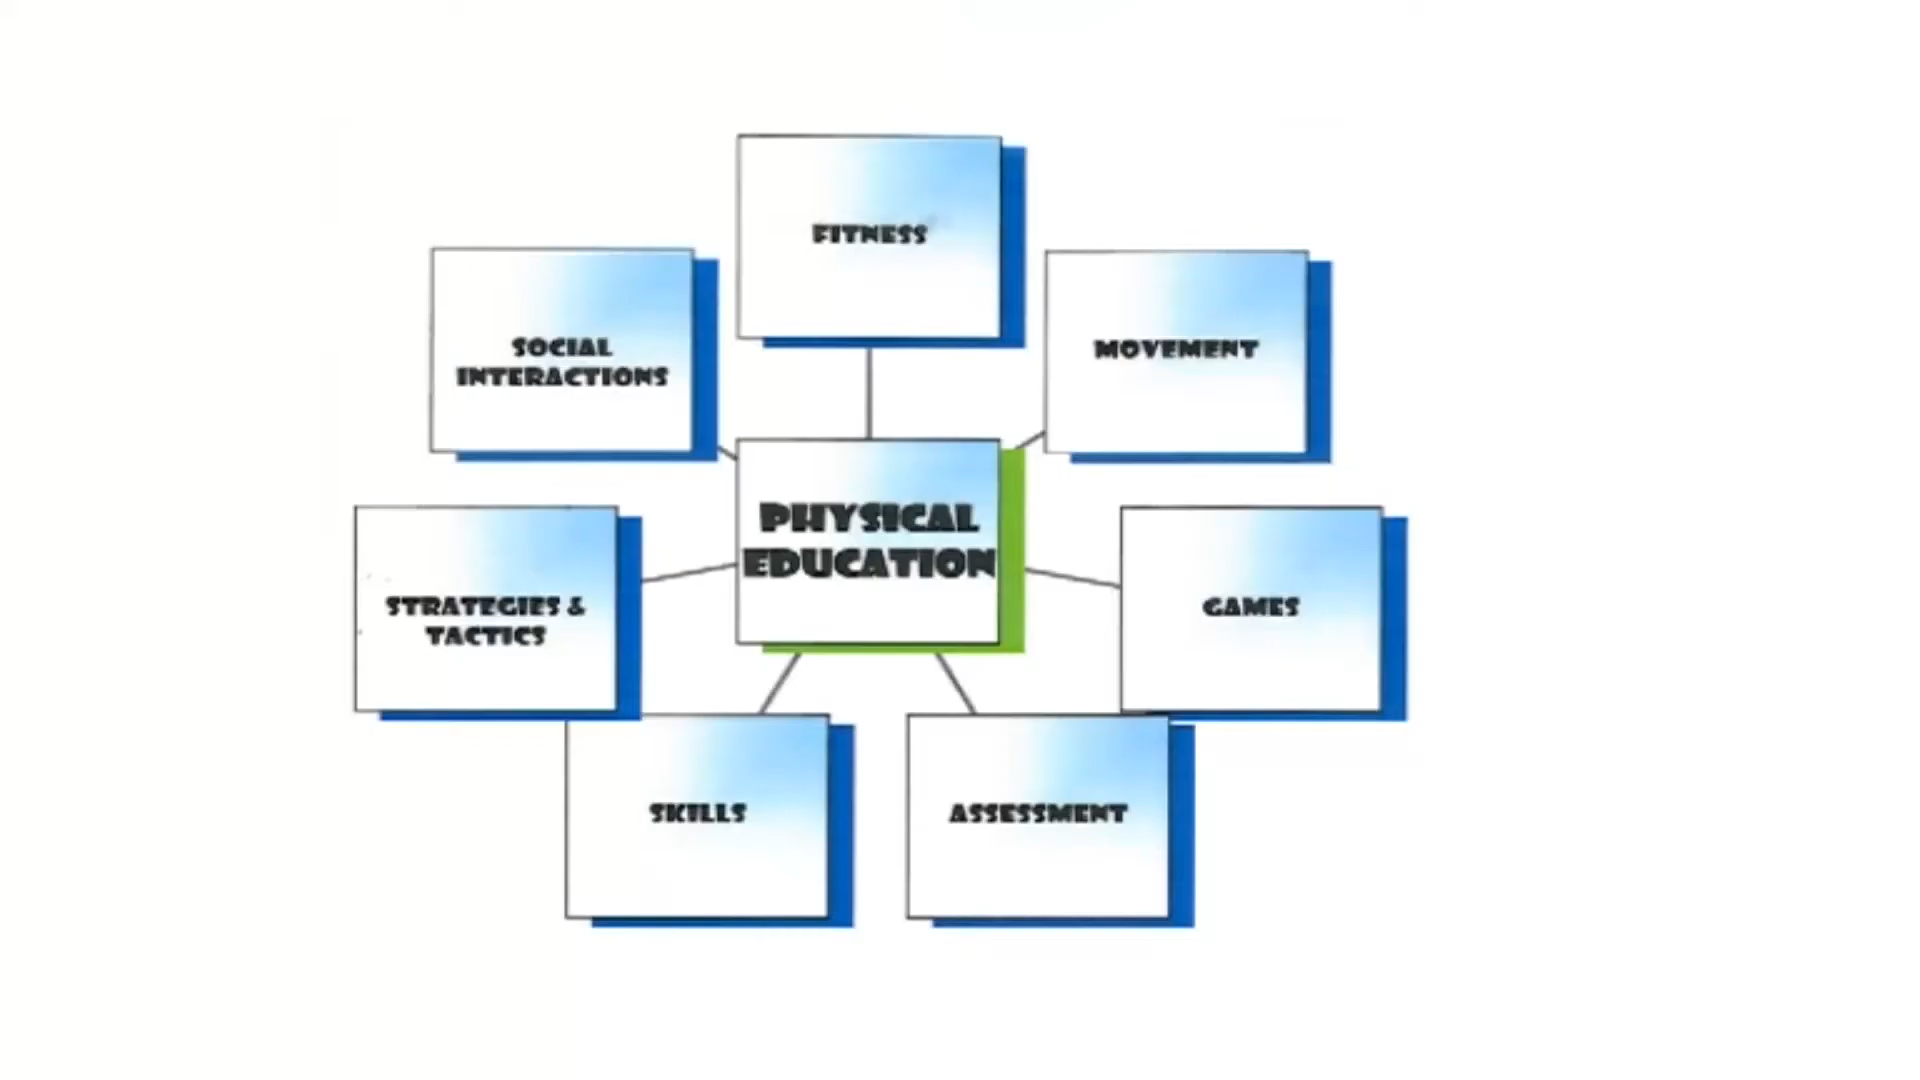 FITNESS
SOCIAL
INTERACTIONS
MOVEMENT
PHYSICAL
EDUCATION
STRATEGIES &
TACTICS
GAMES
SKILLS
ASSESSMENT